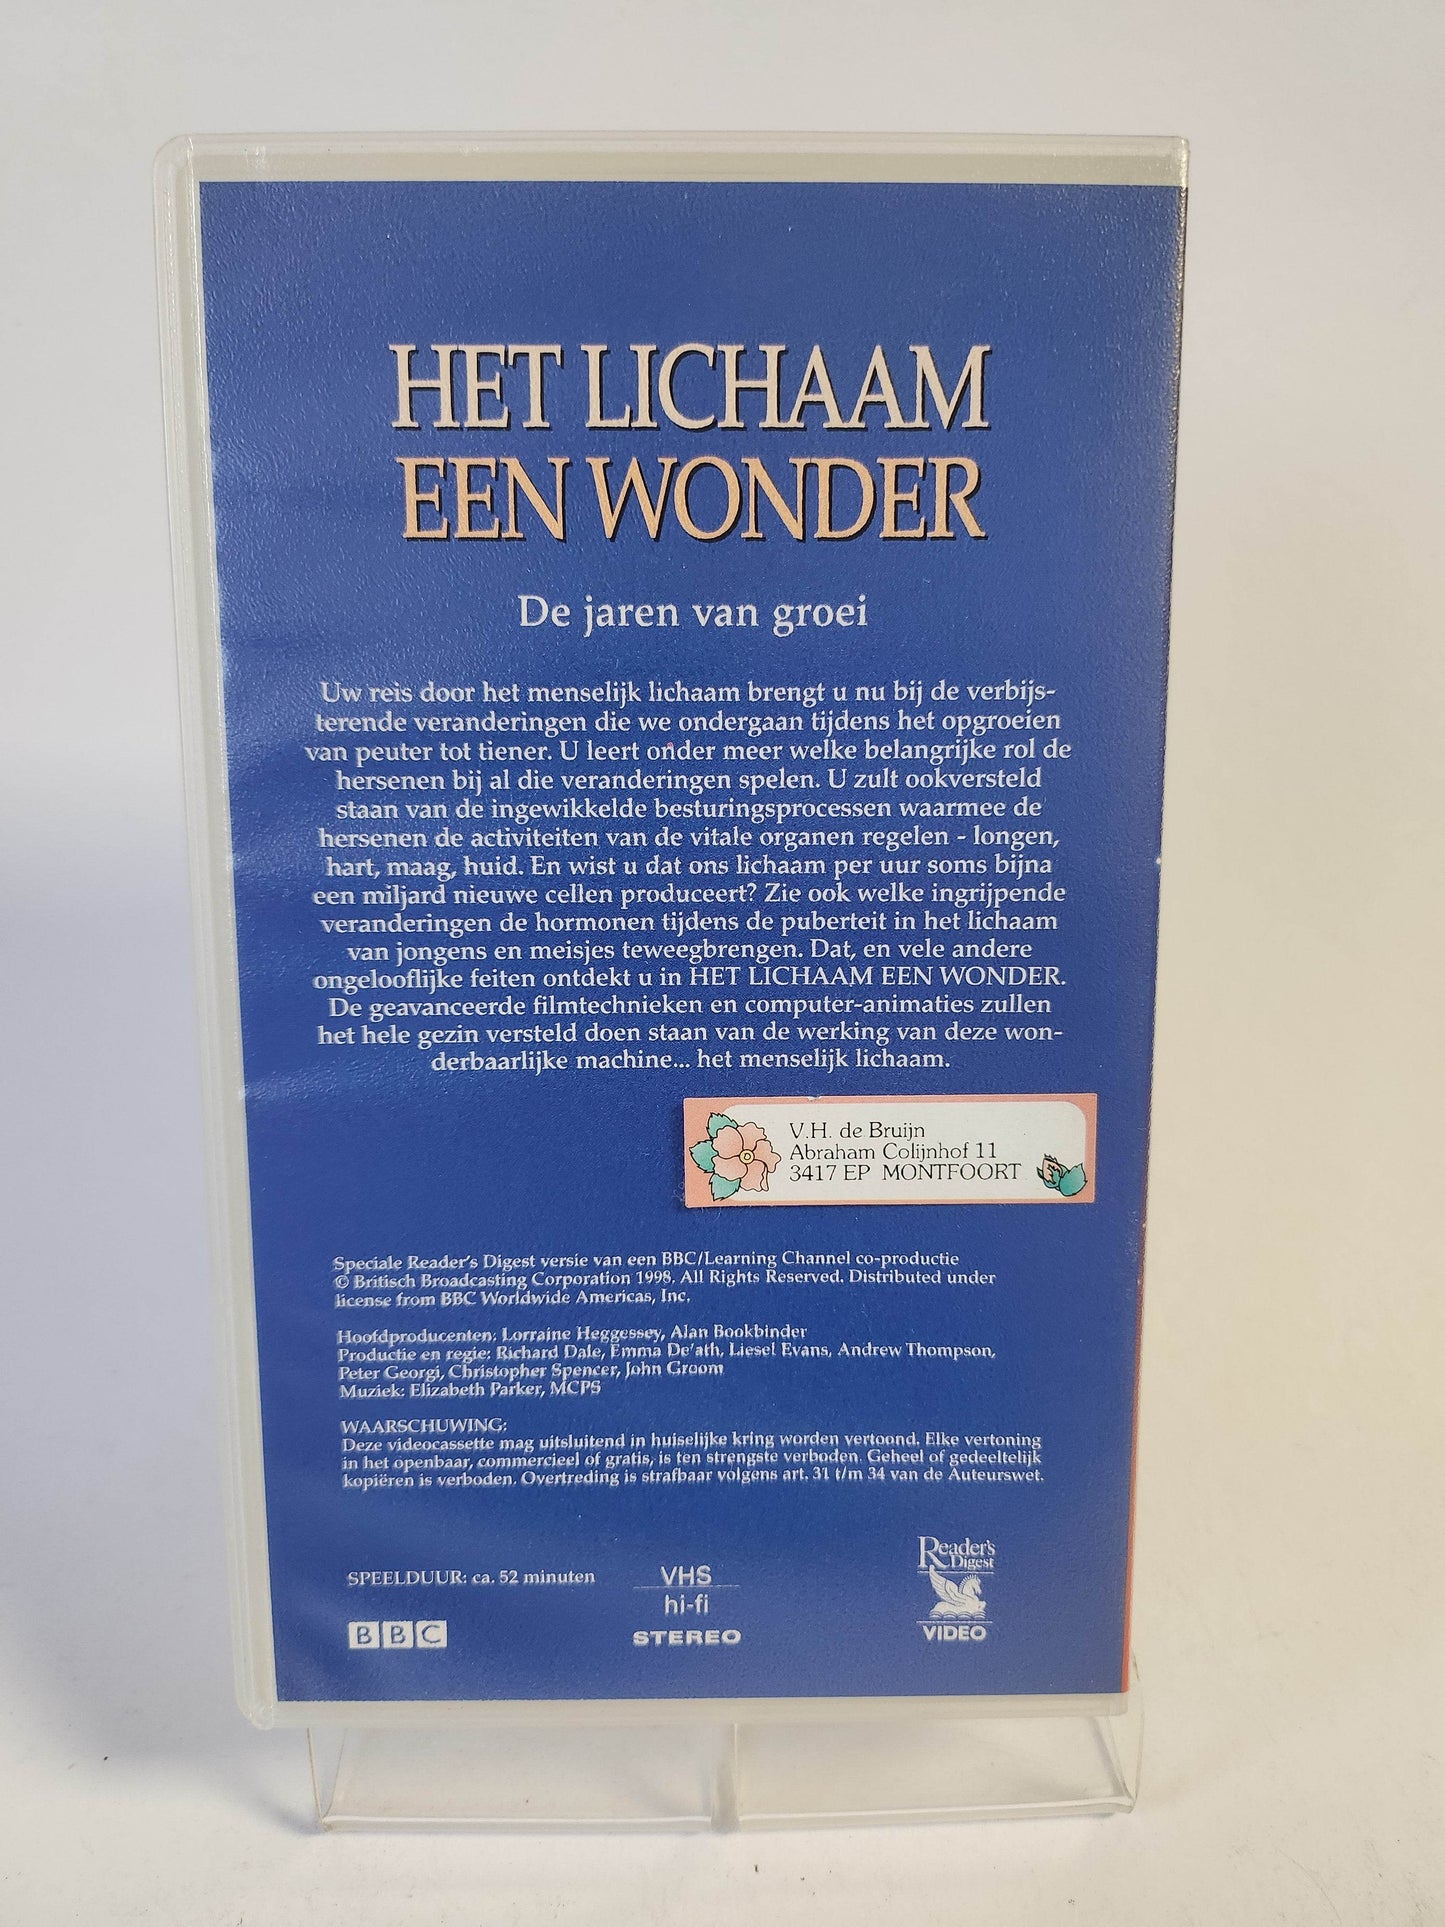 HET LICHAAM
EEN WONDER
De jaren van groei
Uw reis door het menselijk lichaam brengt u nu bij de verbijs-
terende veranderingen die we ondergaan tijdens het opgroeien
van peuter tot tiener. U leert onder meer welke belangrijke rol de
hersenen bij al die veranderingen spelen. U zult ookversteld
staan van de ingewikkelde besturingsprocessen waarmee de
hersenen de activiteiten van de vitale organen regelen - longen,
hart, maag, huid. En wist u dat ons lichaam per uur soms bijna
een miljard nieuwe cellen produceert? Zie ook welke ingrijpende
veranderingen de hormonen tijdens de puberteit in het lichaam
van jongens en meisjes teweegbrengen. Dat, en vele andere
ongelooflijke feiten ontdekt u in HET LICHAAM EEN WONDER.
De geavanceerde filmtechnieken en computer-animaties zullen
het hele gezin versteld doen staan van de werking van deze won-
derbaarlijke machine... het menselijk lichaam.
V.H. de Bruijn
Abraham Colijnhof 11
3417 EP MONTFOORT
Speciale Reader's Digest versie van een BBC/Learning Channel co-productie
© Britisch Broadcasting Corporation 1998. All Rights Reserved. Distributed under
license from BBC Worldwide Americas, Inc.
Hoofdproducenten: Lorraine Heggessey, Alan Bookbinder
Productie en regie: Richard Dale, Emma De'ath, Liesel Evans, Andrew Thompson,
Peter Georgi, Christopher Spencer, John Groom
Muziek: Elizabeth Parker, MCPS
WAARSCHUWING:
Deze videocassette mag uitsluitend in huiselijke kring worden vertoond. Elke vertoning
in het openbaar, commercieel of gratis, is ten strengste verboden. Geheel of gedeeltelijk
kopiëren is verboden. Overtreding is strafbaar volgens art. 31 t/m 34 van de Auteurswet.
SPEELDUUR: ca. 52 minuten
BBC
VHS
hi-fi
STEREO
Reader's
Digest
VIDEO